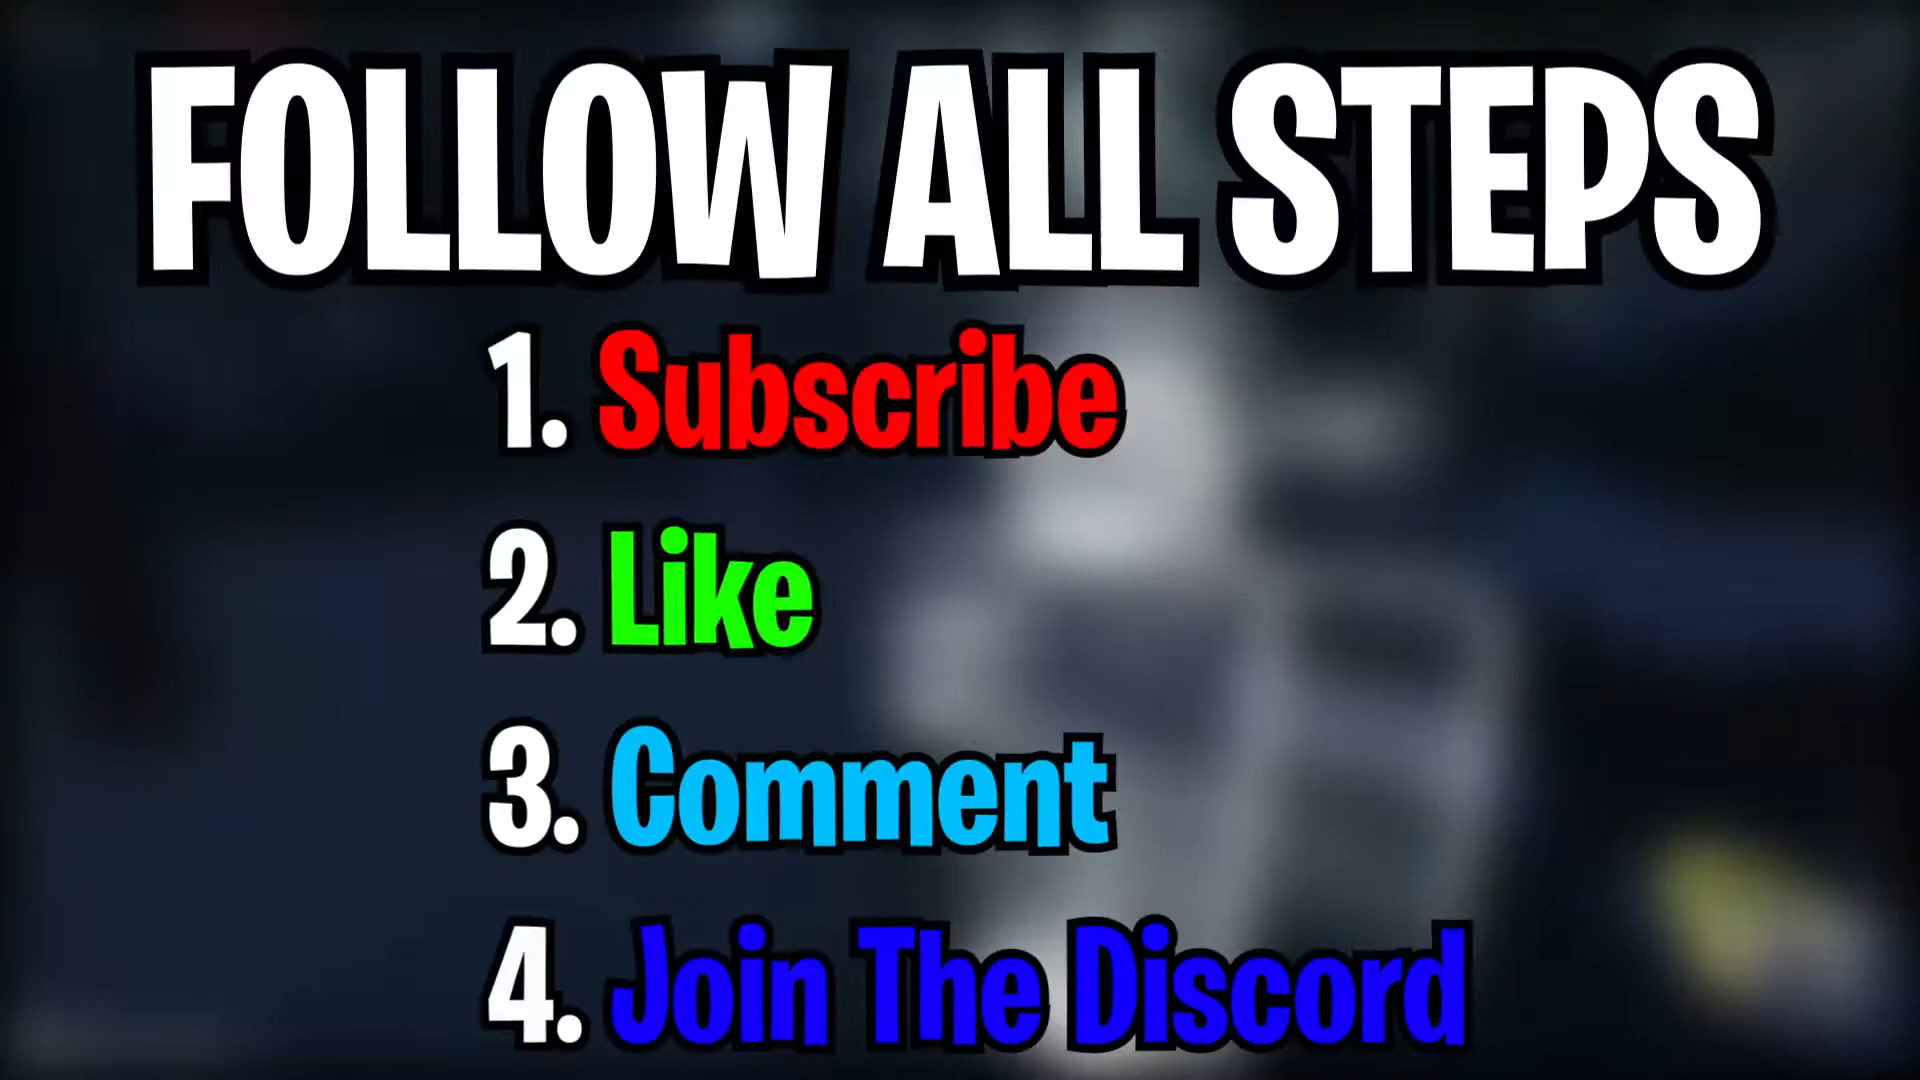 FOLLOW ALL STEPS
1. Subscribe
2. Like
3. Comment
4. Join The Discord